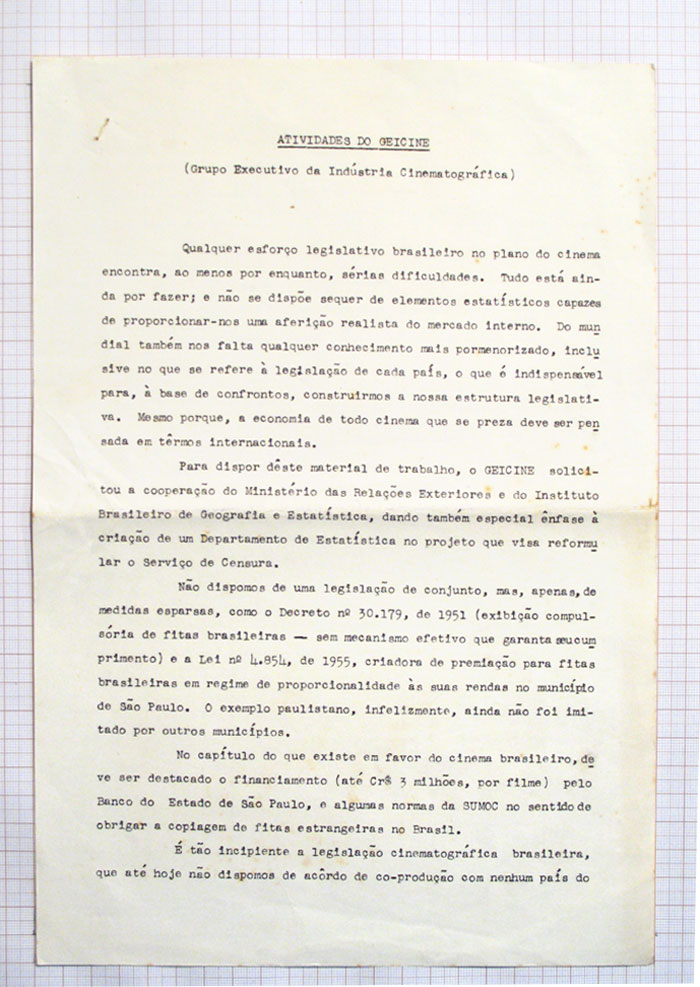 ATIVIDADES DO GEICINE
(Grupo Executivo da Indústria Cinematográfica)
Qualquer esforço legislativo brasileiro no plano do cinema
encontra, ao menos por enquanto, sérias dificuldades. Tudo está ain-
da por fazer; e não se dispõe sequer de elementos estatísticos capazes
de proporcionar-nos uma aferição realista do mercado interno. Do mun
dial também nos falta qualquer conhecimento mais pormenorizado, inclu
sive no que se refere à legislação de cada país, o que é indispensável
para, à base de confrontos, construirmos a nossa estrutura legislati-
va. Mesmo porque, a economia de todo cinema que se preza deve ser pen
sada em têrmos internacionais.
Para dispor dêste material de trabalho, o GEICINE solici-
tou a cooperação do Ministério das Relações Exteriores e do Instituto
Brasileiro de Geografia e Estatística, dando também especial ênfase à
criação de um Departamento de Estatística no projeto que visa reformu
lar o Serviço de Censura.
Não dispomos de uma legislação de conjunto, mas, apenas, de
medidas esparsas, como o Decreto nº 30.179, de 1951 (exibição compul-
sória de fitas brasileiras — sem mecanismo efetivo que garanta seu cum
primento) e a Lei nº 4.854, de 1955, criadora de premiação para fitas
brasileiras em regime de proporcionalidade às suas rendas no município
de São Paulo. O exemplo paulistano, infelizmente, ainda não foi imi-
tado por outros municípios.
No capítulo do que existe em favor do cinema brasileiro, de
ve ser destacado o financiamento (até Cr$ 3 milhões, por filme) pelo
Banco do Estado de São Paulo, e algumas normas da SUMOC no sentido de
obrigar a copiagem de fitas estrangeiras no Brasil.
É tão incipiente a legislação cinematográfica brasileira,
que até hoje não dispomos de acôrdo de co-produção com nenhum país do